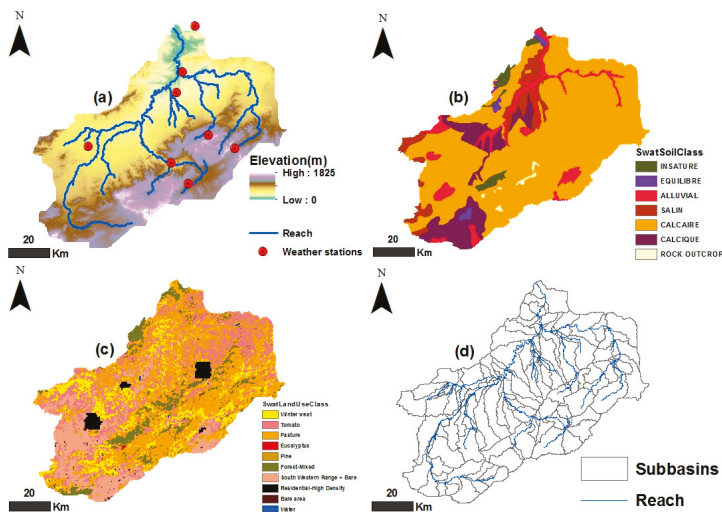 N
(a)
Elevation(m)
High : 1825
Low : 0
Reach
Weather stations
20
Km
N
(b)
SwatSoilClass
INSATURE
EQUILIBRE
ALLUVIAL
SALIN
CALCAIRE
CALCIQUE
ROCK OUTCROP
20
Km
N
(c)
SwatLandUseClass
Winter weat
Tomato
Pasture
Eucalyptus
Pine
Forest-Mixed
South Western Range + Bare
Residential-High Density
Bare area
Water
20
Km
N
(d)
Subbasins
Reach
20
Km